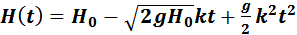 H(t) = H₀ − √(2gH₀)kt + g/2 k²t²